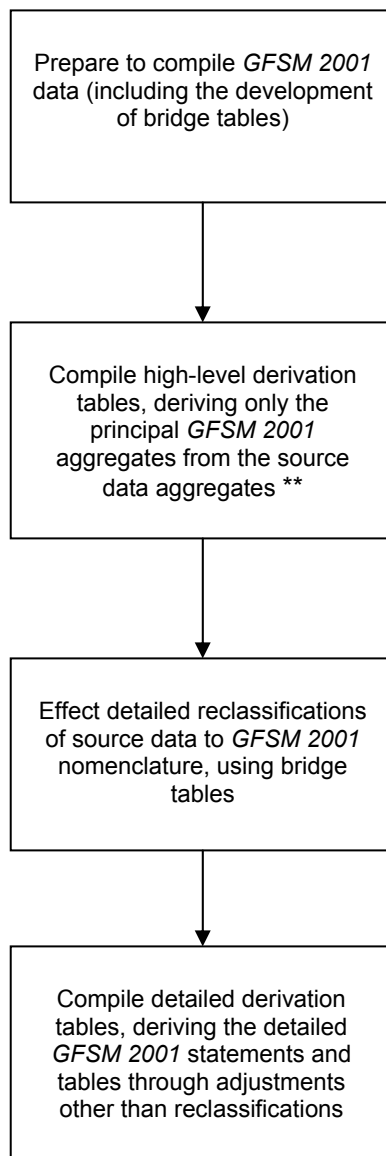 Prepare to compile GFSM 2001
data (including the development
of bridge tables)
Compile high-level derivation
tables, deriving only the
principal GFSM 2001
aggregates from the source
data aggregates **
Effect detailed reclassifications
of source data to GFSM 2001
nomenclature, using bridge
tables
Compile detailed derivation
tables, deriving the detailed
GFSM 2001 statements and
tables through adjustments
other than reclassifications